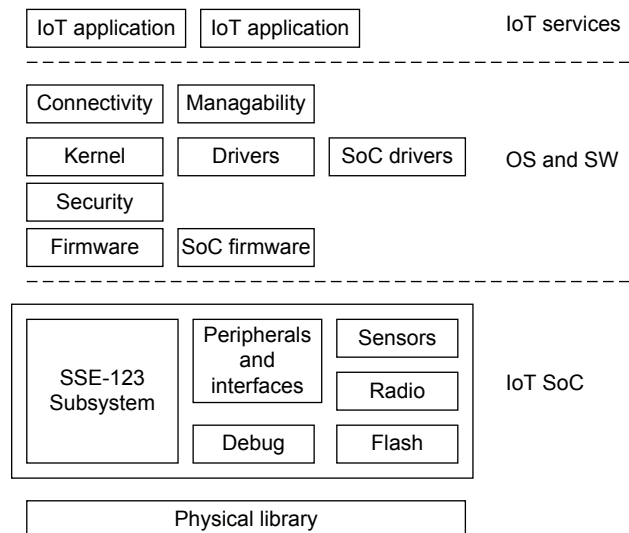 IoT application IoT application IoT services
Connectivity Managability
Kernel Drivers SoC drivers OS and SW
Security
Firmware SoC firmware
SSE-123
Subsystem
Peripherals
and
interfaces
Debug
Sensors
Radio
Flash
IoT SoC
Physical library